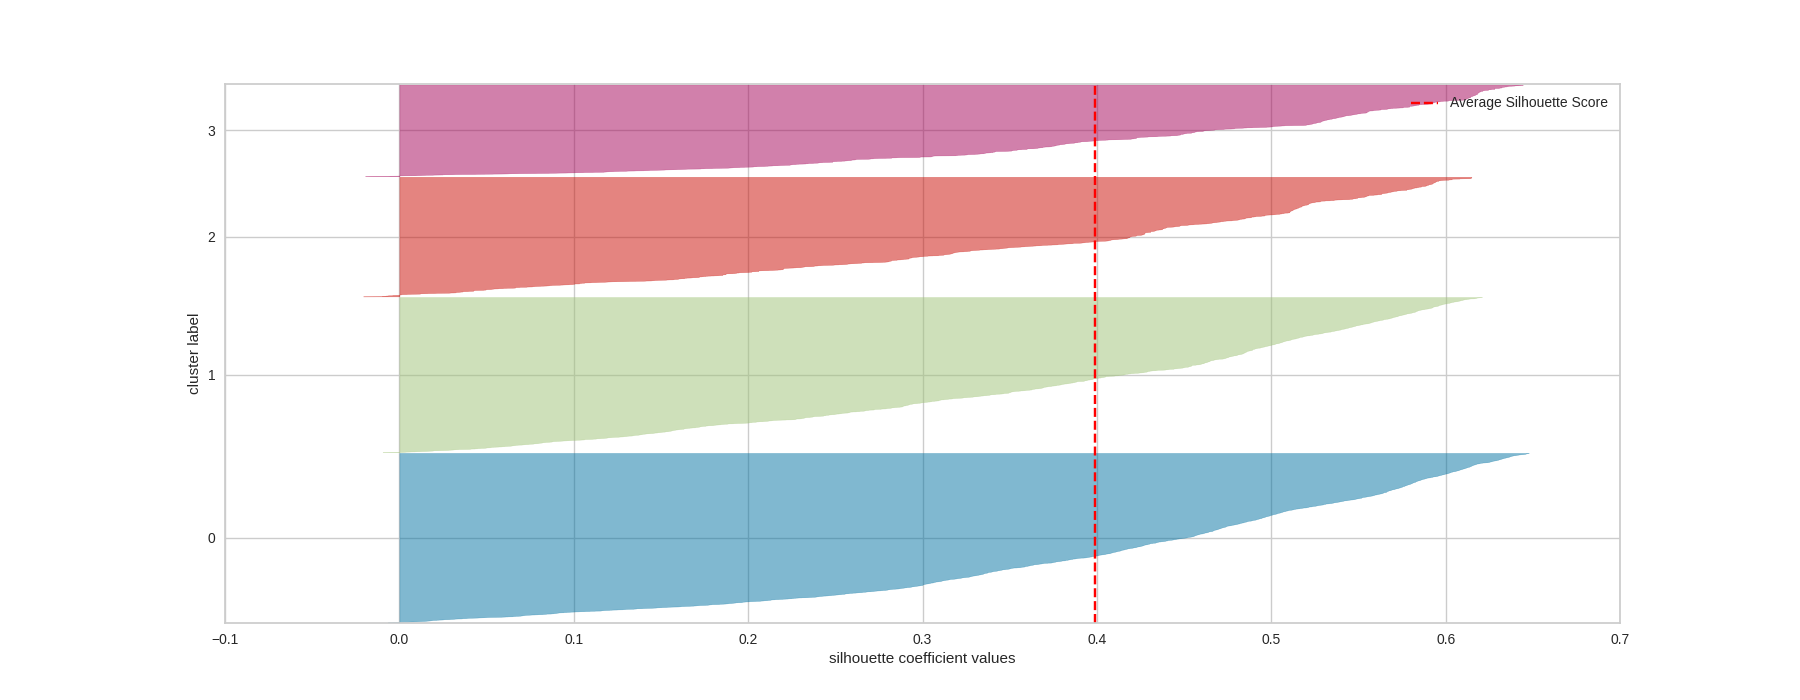 Average Silhouette Score
3
2
1
0
cluster label
−0.1 0.0 0.1 0.2 0.3 0.4 0.5 0.6 0.7
silhouette coefficient values